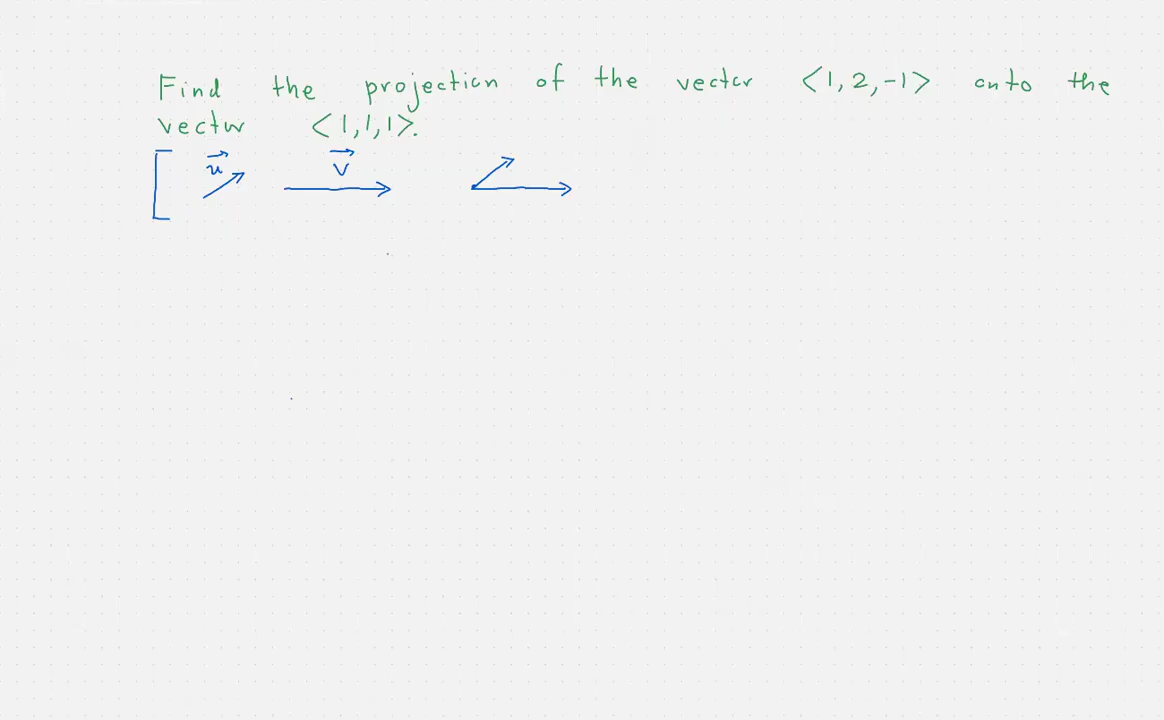 Find the projection of the vector <1, 2, -1> onto the
vector <1, 1, 1>.
[ u⃗ v⃗